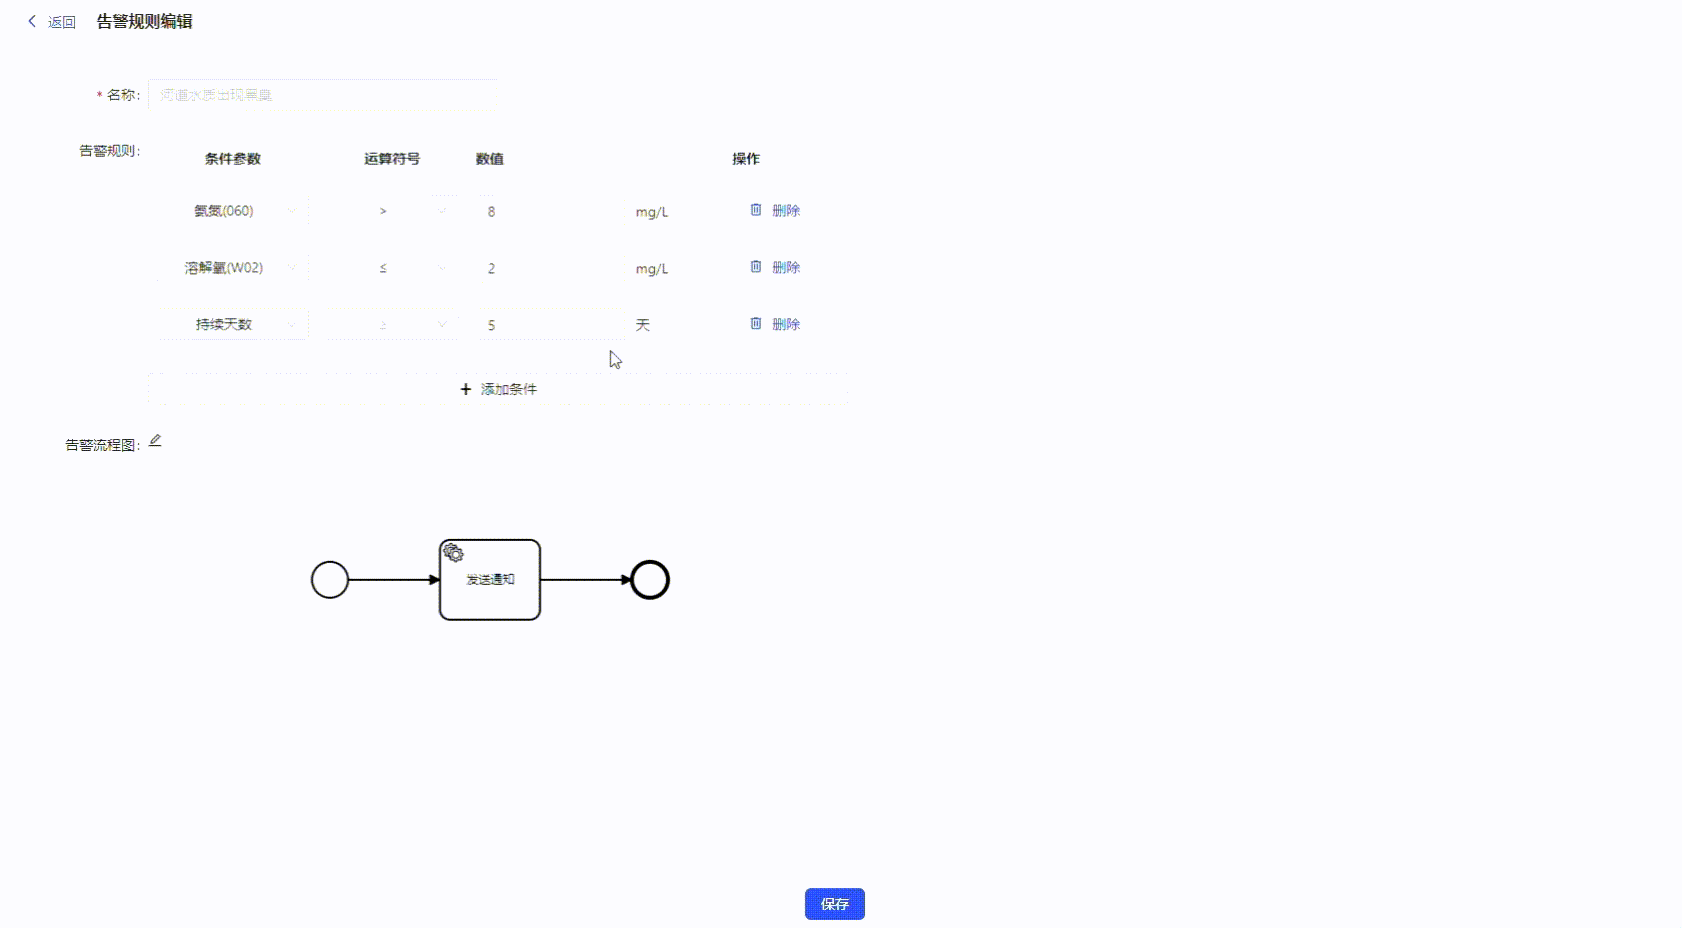 返回 告警规则编辑
* 名称: 河道水质出现黑臭
告警规则:
条件参数 运算符号 数值 操作
氨氮(060) > 8 mg/L 删除
溶解氧(W02) ≤ 2 mg/L 删除
持续天数 ≥ 5 天 删除
+ 添加条件
告警流程图:
发送通知
保存